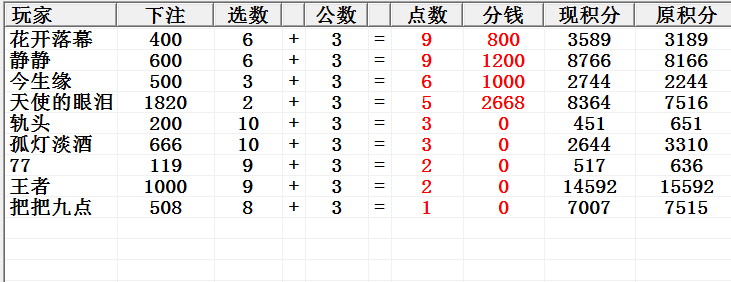 玩家 下注 选数 公数 点数 分钱 现积分 原积分
花开落幕 400 6 + 3 = 9 800 3589 3189
静静 600 6 + 3 = 9 1200 8766 8166
今生缘 500 3 + 3 = 6 1000 2744 2244
天使的眼泪 1820 2 + 3 = 5 2668 8364 7516
轨头 200 10 + 3 = 3 0 451 651
孤灯淡酒 666 10 + 3 = 3 0 2644 3310
77 119 9 + 3 = 2 0 517 636
王者 1000 9 + 3 = 2 0 14592 15592
把把九点 508 8 + 3 = 1 0 7007 7515